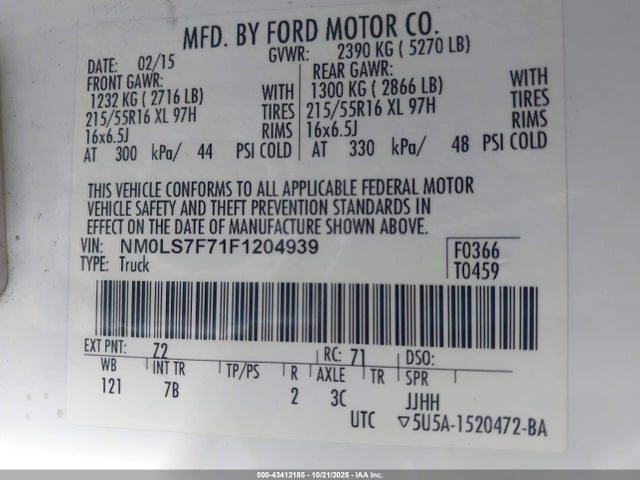 MFD. BY FORD MOTOR CO.
DATE: 02/15 GVWR: 2390 KG ( 5270 LB)
FRONT GAWR: REAR GAWR:
1232 KG ( 2716 LB) WITH 1300 KG ( 2866 LB) WITH
215/55R16 XL 97H TIRES 215/55R16 XL 97H TIRES
16x6.5J RIMS 16x6.5J RIMS
AT 300 kPa/ 44 PSI COLD AT 330 kPa/ 48 PSI COLD
THIS VEHICLE CONFORMS TO ALL APPLICABLE FEDERAL MOTOR
VEHICLE SAFETY AND THEFT PREVENTION STANDARDS IN
EFFECT ON THE DATE OF MANUFACTURE SHOWN ABOVE.
VIN: NM0LS7F71F1204939 F0366
TYPE: Truck T0459
EXT PNT: 72 RC: 71 DSO:
WB INT TR TP/PS R AXLE TR SPR
121 7B 2 3C JJHH
UTC ▽5U5A-1520472-BA
000-43412185 - 10/21/2025 - Copyright © 2025 IAA, Inc. All Rights Reserved.